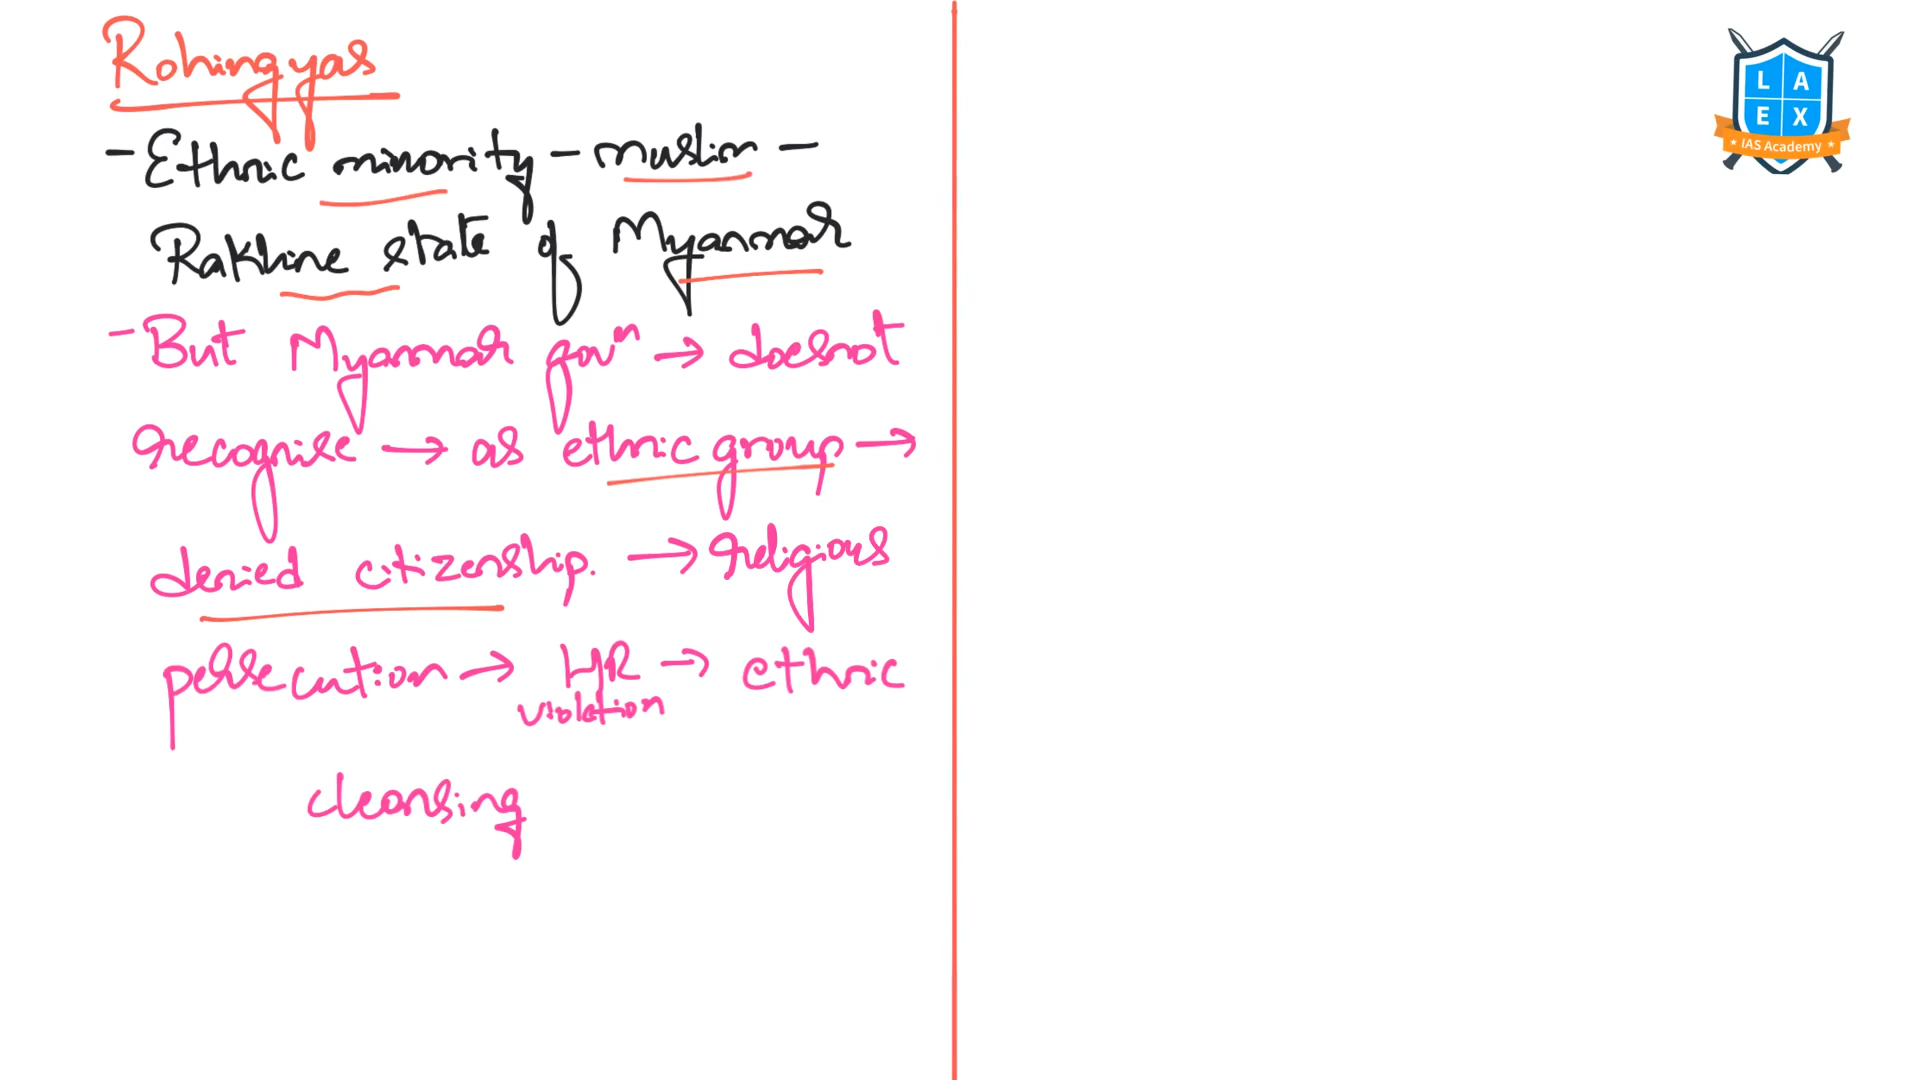 Rohingyas
- Ethnic minority - muslim -
Rakhine state of Myanmar
- But Myanmar govⁿ → doesnot
recognise → as ethnic group →
denied citizenship. → religious
persecution → HR → ethnic
violation
cleansing
L A
E X
IAS Academy